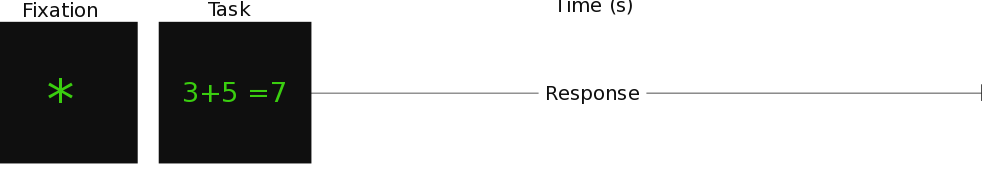 Fixation
Task
Time (s)
*
3+5 =7
Response